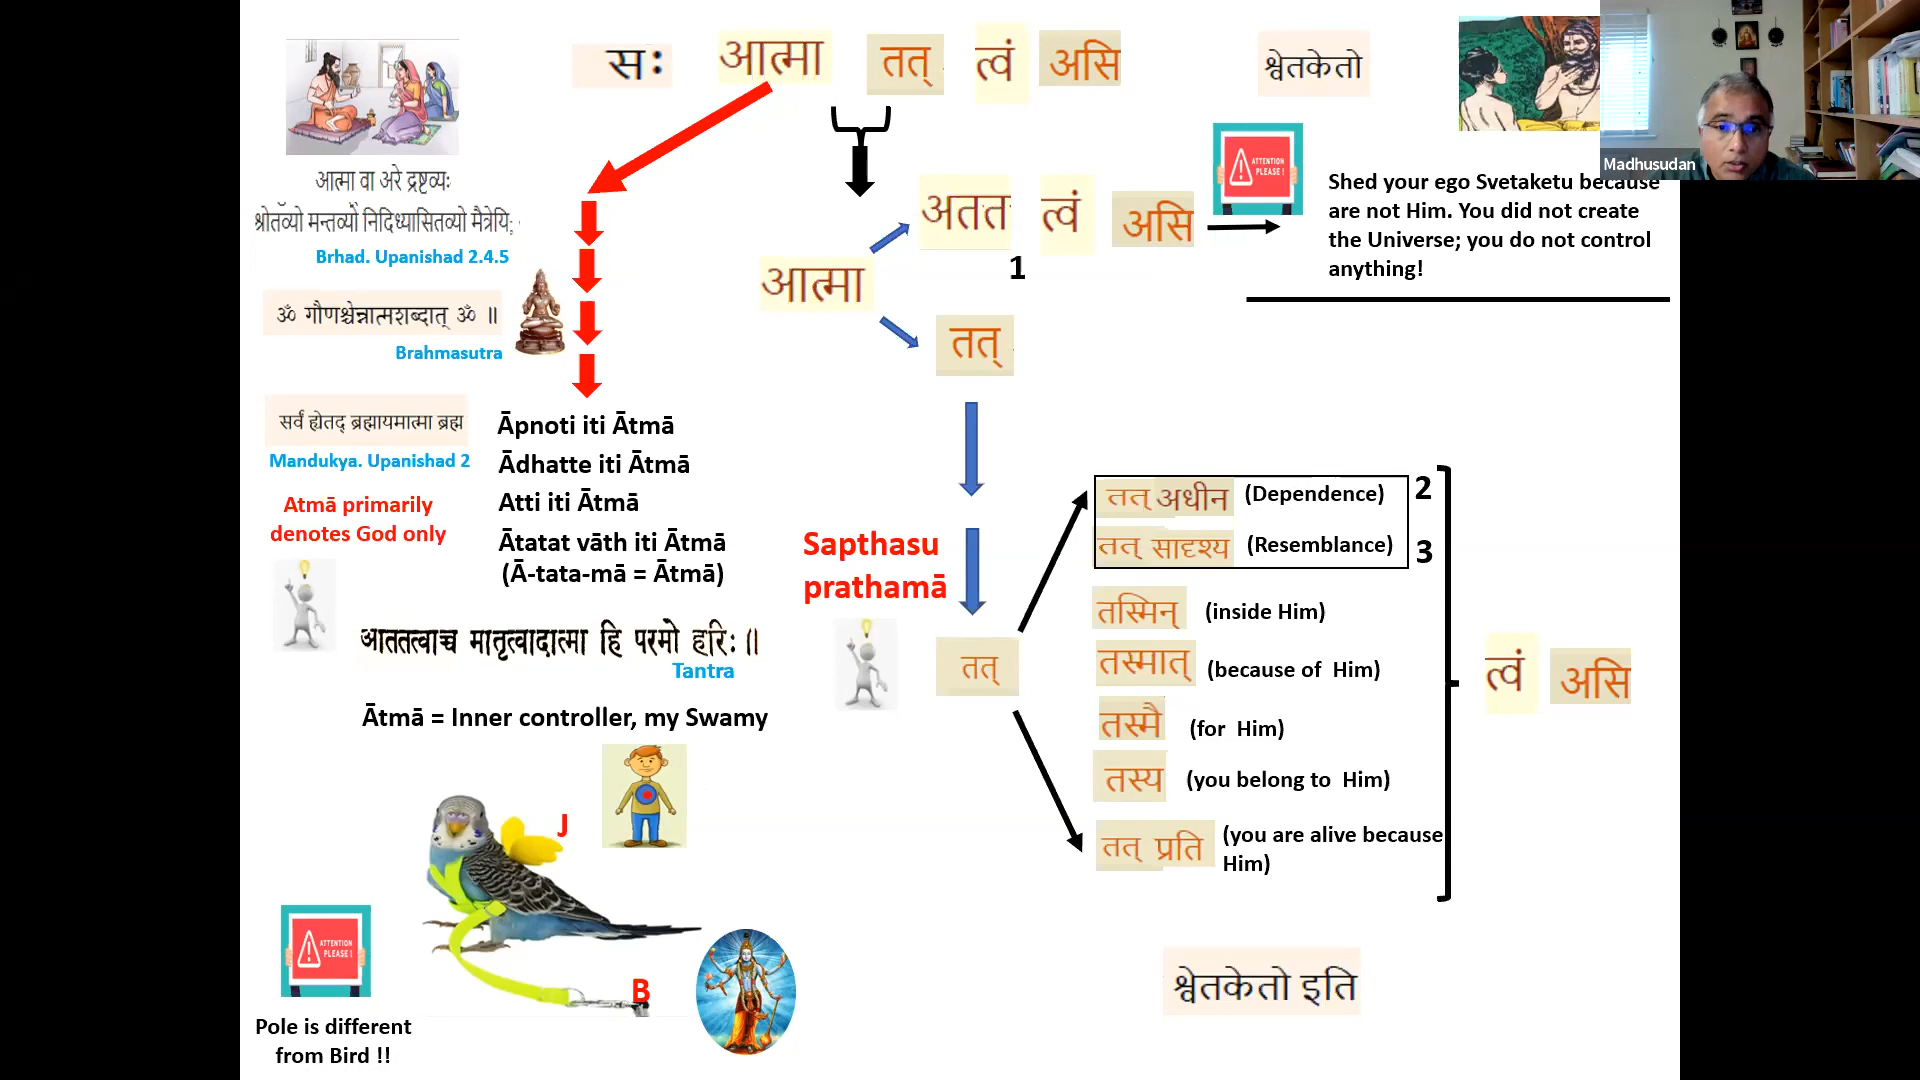 सः आत्मा तत् त्वं असि श्वेतकेतो
Madhusudan
ATTENTION
PLEASE !
Shed your ego Svetaketu because
are not Him. You did not create
the Universe; you do not control
anything!
अतत् त्वं असि
1
आत्मा
तत्
आत्मा वा अरे द्रष्टव्यः
श्रोतव्यो मन्तव्यो निदिध्यासितव्यो मैत्रेयि
Brhad. Upanishad 2.4.5
ॐ गौणश्चेन्नात्मशब्दात् ॐ ॥
Brahmasutra
सर्वं ह्येतद् ब्रह्मायमात्मा ब्रह्म
Mandukya. Upanishad 2
Atmā primarily
denotes God only
Āpnoti iti Ātmā
Ādhatte iti Ātmā
Atti iti Ātmā
Ātatat vāth iti Ātmā
(Ā-tata-mā = Ātmā)
आततत्वाच्च मातृत्वादात्मा हि परमो हरिः ॥
Tantra
Ātmā = Inner controller, my Swamy
J
B
ATTENTION
PLEASE !
Pole is different
from Bird !!
Sapthasu
prathamā
तत्
तत् अधीन (Dependence) 2
तत् सादृश्य (Resemblance) 3
तस्मिन् (inside Him)
तस्मात् (because of Him)
तस्मै (for Him)
तस्य (you belong to Him)
तत् प्रति (you are alive because
Him)
त्वं असि
श्वेतकेतो इति